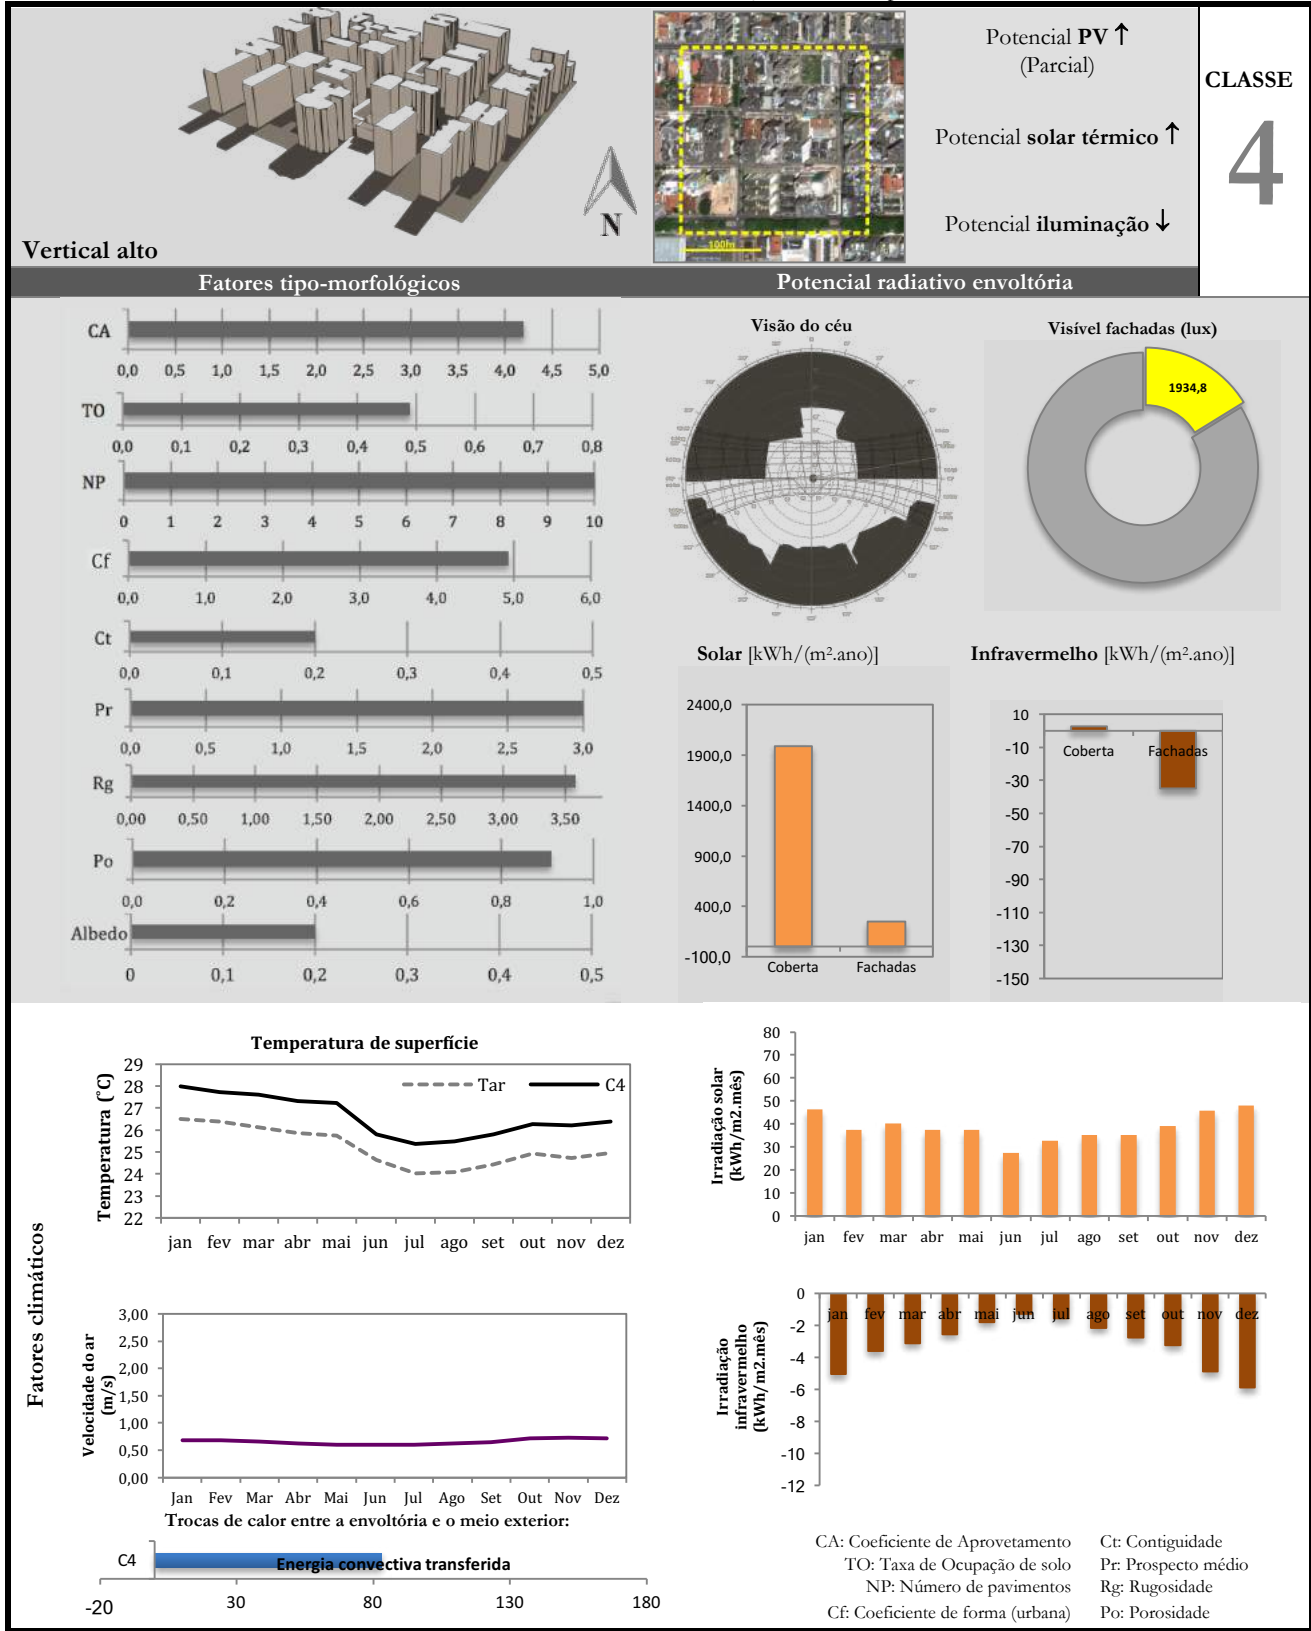 Potencial PV ↑
(Parcial)
CLASSE
4
Potencial solar térmico ↑
Potencial iluminação ↓
N
100m
Vertical alto
Fatores tipo-morfológicos
Potencial radiativo envoltória
CA
0,0 0,5 1,0 1,5 2,0 2,5 3,0 3,5 4,0 4,5 5,0
TO
0,0 0,1 0,2 0,3 0,4 0,5 0,6 0,7 0,8
NP
0 1 2 3 4 5 6 7 8 9 10
Cf
0,0 1,0 2,0 3,0 4,0 5,0 6,0
Ct
0,0 0,1 0,2 0,3 0,4 0,5
Pr
0,0 0,5 1,0 1,5 2,0 2,5 3,0
Rg
0,00 0,50 1,00 1,50 2,00 2,50 3,00 3,50
Po
0,0 0,2 0,4 0,6 0,8 1,0
Albedo
0 0,1 0,2 0,3 0,4 0,5
Visão do céu
Visível fachadas (lux)
1934,8
Solar [kWh/(m².ano)]
2400,0
1900,0
1400,0
900,0
400,0
-100,0
Coberta Fachadas
Infravermelho [kWh/(m².ano)]
10
-10
-30
-50
-70
-90
-110
-130
-150
Coberta Fachadas
Fatores climáticos
Temperatura de superfície
Temperatura (˚C)
29
28
27
26
25
24
23
22
Tar C4
jan fev mar abr mai jun jul ago set out nov dez
Irradiação solar
(kWh/m2.mês)
80
70
60
50
40
30
20
10
0
jan fev mar abr mai jun jul ago set out nov dez
Velocidade do ar
(m/s)
3,00
2,50
2,00
1,50
1,00
0,50
0,00
Jan Fev Mar Abr Mai Jun Jul Ago Set Out Nov Dez
Irradiação
infravermelho
(kWh/m2.mês)
0
-2
-4
-6
-8
-10
-12
jan fev mar abr mai jun jul ago set out nov dez
Trocas de calor entre a envoltória e o meio exterior:
C4
Energia convectiva transferida
-20 30 80 130 180
CA: Coeficiente de Aprovetamento Ct: Contiguidade
TO: Taxa de Ocupação de solo Pr: Prospecto médio
NP: Número de pavimentos Rg: Rugosidade
Cf: Coeficiente de forma (urbana) Po: Porosidade